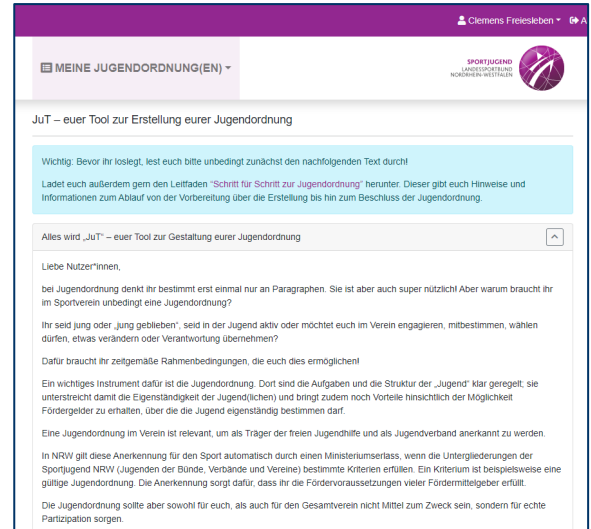 Clemens Freiesleben
A
MEINE JUGENDORDNUNG(EN)
SPORTJUGEND
LANDESSPORTBUND
NORDRHEIN-WESTFALEN
JuT – euer Tool zur Erstellung eurer Jugendordnung
Wichtig: Bevor ihr loslegt, lest euch bitte unbedingt zunächst den nachfolgenden Text durch!
Ladet euch außerdem gern den Leitfaden "Schritt für Schritt zur Jugendordnung" herunter. Dieser gibt euch Hinweise und
Informationen zum Ablauf von der Vorbereitung über die Erstellung bis hin zum Beschluss der Jugendordnung.
Alles wird „JuT“ – euer Tool zur Gestaltung eurer Jugendordnung
Liebe Nutzer*innen,
bei Jugendordnung denkt ihr bestimmt erst einmal nur an Paragraphen. Sie ist aber auch super nützlich! Aber warum braucht ihr
im Sportverein unbedingt eine Jugendordnung?
Ihr seid jung oder „jung geblieben“, seid in der Jugend aktiv oder möchtet euch im Verein engagieren, mitbestimmen, wählen
dürfen, etwas verändern oder Verantwortung übernehmen?
Dafür braucht ihr zeitgemäße Rahmenbedingungen, die euch dies ermöglichen!
Ein wichtiges Instrument dafür ist die Jugendordnung. Dort sind die Aufgaben und die Struktur der „Jugend“ klar geregelt; sie
unterstreicht damit die Eigenständigkeit der Jugend(lichen) und bringt zudem noch Vorteile hinsichtlich der Möglichkeit
Fördergelder zu erhalten, über die die Jugend eigenständig bestimmen darf.
Eine Jugendordnung im Verein ist relevant, um als Träger der freien Jugendhilfe und als Jugendverband anerkannt zu werden.
In NRW gilt diese Anerkennung für den Sport automatisch durch einen Ministeriumserlass, wenn die Untergliederungen der
Sportjugend NRW (Jugenden der Bünde, Verbände und Vereine) bestimmte Kriterien erfüllen. Ein Kriterium ist beispielsweise eine
gültige Jugendordnung. Die Anerkennung sorgt dafür, dass ihr die Fördervoraussetzungen vieler Fördermittelgeber erfüllt.
Die Jugendordnung sollte aber sowohl für euch, als auch für den Gesamtverein nicht Mittel zum Zweck sein, sondern für echte
Partizipation sorgen.